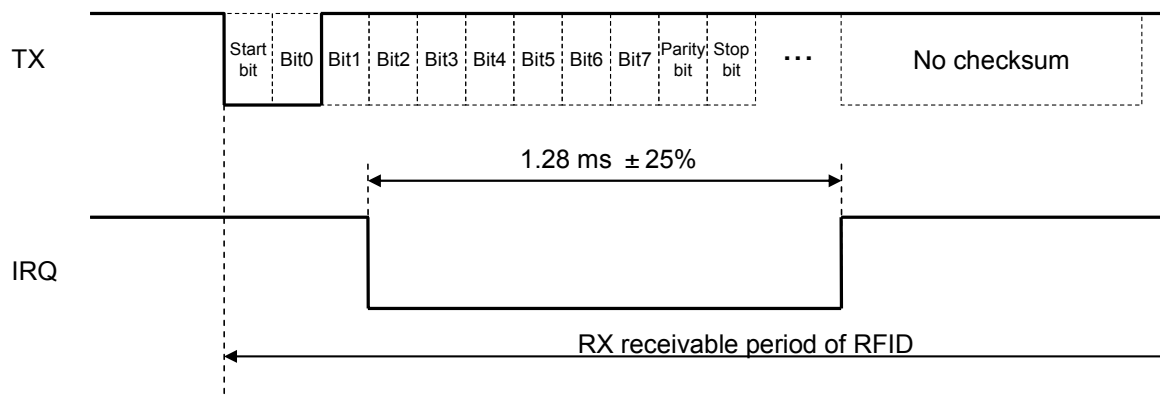 TX
Start
bit
Bit0
Bit1
Bit2
Bit3
Bit4
Bit5
Bit6
Bit7
Parity
bit
Stop
bit
...
No checksum
1.28 ms ±25%
IRQ
RX receivable period of RFID